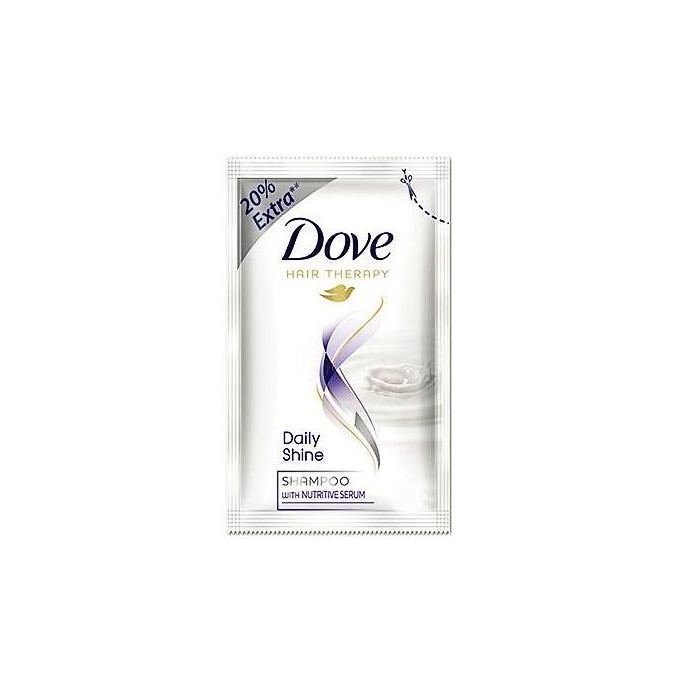 20%
Extra**
Dove
HAIR THERAPY
Daily
Shine
SHAMPOO
WITH NUTRITIVE SERUM